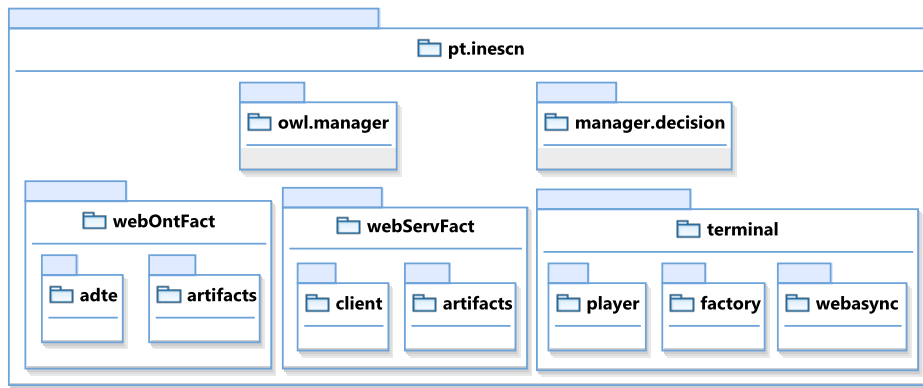 pt.inescn
owl.manager
manager.decision
webOntFact
webServFact
terminal
adte
artifacts
client
artifacts
player
factory
webasync